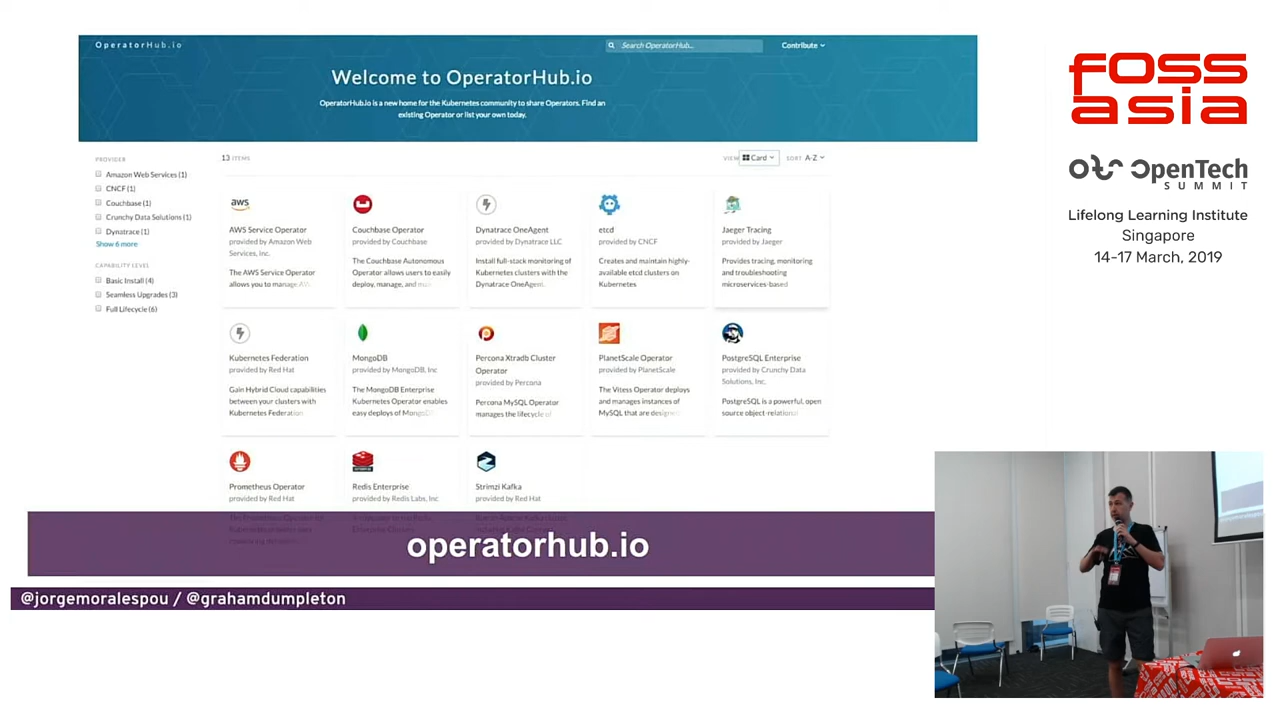 OperatorHub.io
Search OperatorHub...
Contribute
Welcome to OperatorHub.io
OperatorHub.io is a new home for the Kubernetes community to share Operators. Find an
existing Operator or list your own today.
PROVIDER
Amazon Web Services (1)
CNCF (1)
Couchbase (1)
Crunchy Data Solutions (1)
Dynatrace (1)
Show 6 more
CAPABILITY LEVEL
Basic Install (4)
Seamless Upgrades (3)
Full Lifecycle (6)
13 ITEMS
VIEW Card SORT A-Z
aws
AWS Service Operator
provided by Amazon Web
Services, Inc.
The AWS Service Operator
allows you to manage AW
Couchbase Operator
provided by Couchbase
The Couchbase Autonomous
Operator allows users to easily
deploy, manage, and
Dynatrace OneAgent
provided by Dynatrace LLC
Install full-stack monitoring of
Kubernetes clusters with the
Dynatrace OneAgent
etcd
provided by CNCF
Creates and maintain highly-
available etcd clusters on
Kubernetes
Jaeger Tracing
provided by Jaeger
Provides tracing, monitoring
and troubleshooting
microservices-based
Kubernetes Federation
provided by Red Hat
Gain Hybrid Cloud capabilities
between your clusters with
Kubernetes Federation
MongoDB
provided by MongoDB, Inc
The MongoDB Enterprise
Kubernetes Operator enables
easy deploys of MongoD
Percona Xtradb Cluster
Operator
provided by Percona
Percona MySQL Operator
manages the lifecycle of
PlanetScale Operator
provided by PlanetScale
The Vitess Operator deploys
and manages instances of
MySQL that are designe
PostgreSQL Enterprise
provided by Crunchy Data
Solutions, Inc.
PostgreSQL is a powerful, open
source object-relational
Prometheus Operator
provided by Red Hat
Redis Enterprise
provided by Redis Labs, Inc
Strimzi Kafka
provided by Red Hat
operatorhub.io
@jorgemoralespou / @grahamdumpleton
FOSS
asia
OpenTech
SUMMIT
Lifelong Learning Institute
Singapore
14-17 March, 2019